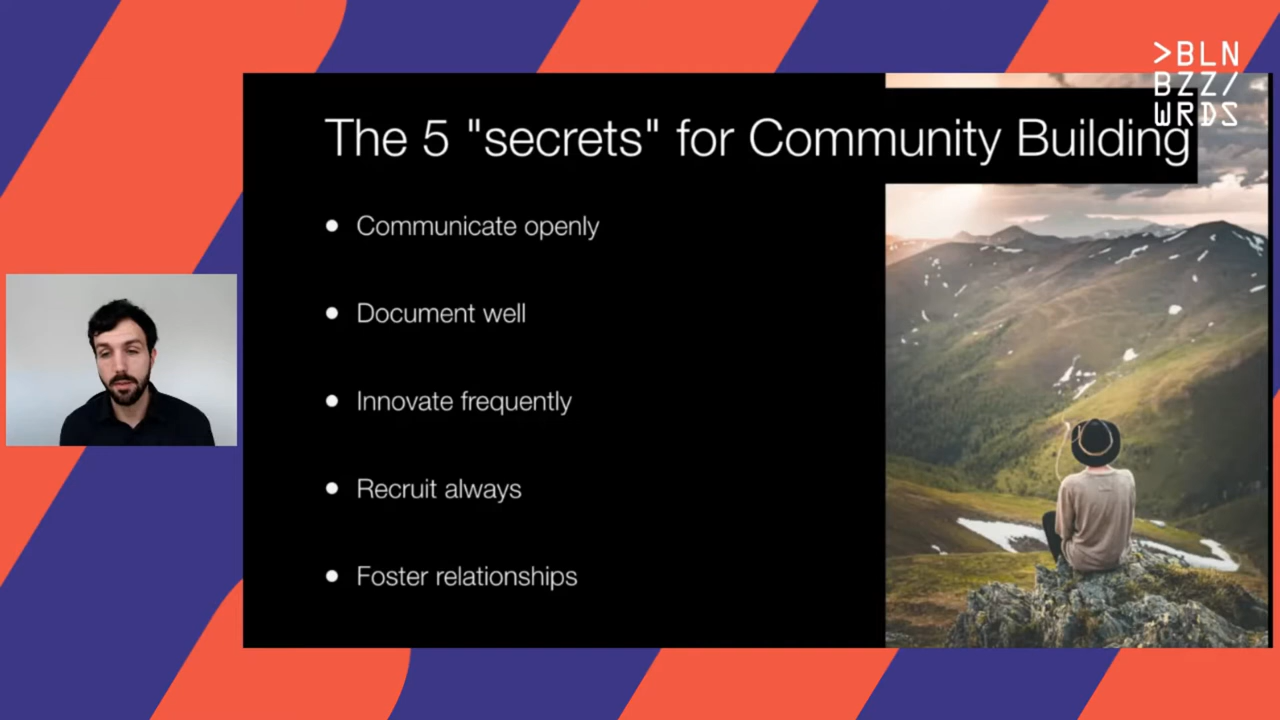 >BLN
BZZ/
WRDS
The 5 "secrets" for Community Building
Communicate openly
Document well
Innovate frequently
Recruit always
Foster relationships